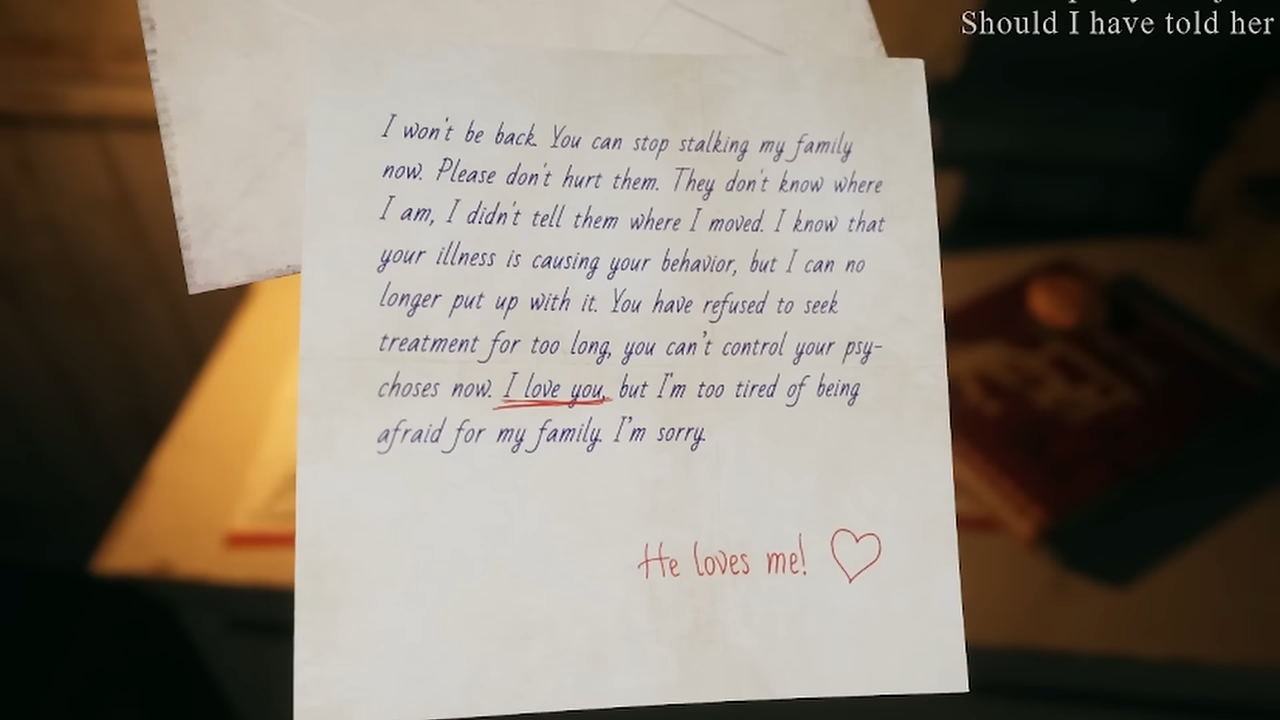 Should I have told her
I won't be back. You can stop stalking my family
now. Please don't hurt them. They don't know where
I am, I didn't tell them where I moved. I know that
your illness is causing your behavior, but I can no
longer put up with it. You have refused to seek
treatment for too long, you can't control your psy-
choses now. I love you, but I'm too tired of being
afraid for my family. I'm sorry.
He loves me!